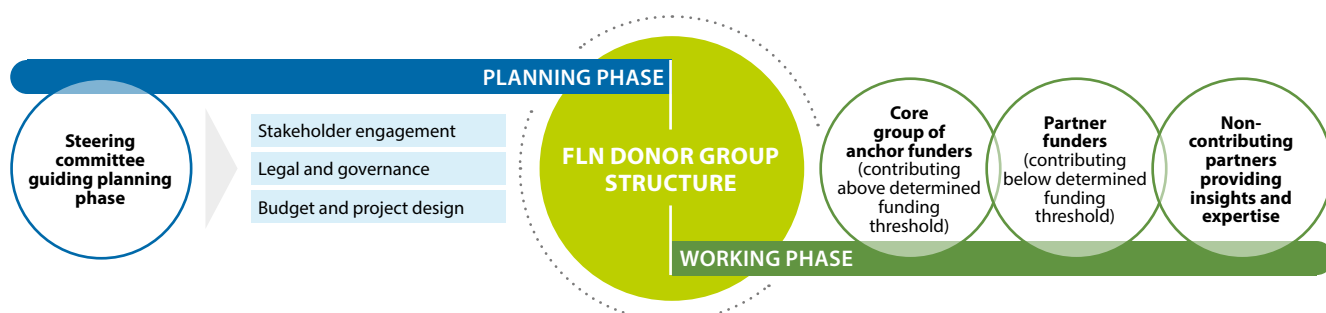 PLANNING PHASE
Steering
committee
guiding planning
phase
Stakeholder engagement
Legal and governance
Budget and project design
FLN DONOR GROUP
STRUCTURE
Core
group of
anchor funders
(contributing
above determined
funding
threshold)
Partner
funders
(contributing
below determined
funding
threshold)
Non-
contributing
partners
providing
insights and
expertise
WORKING PHASE